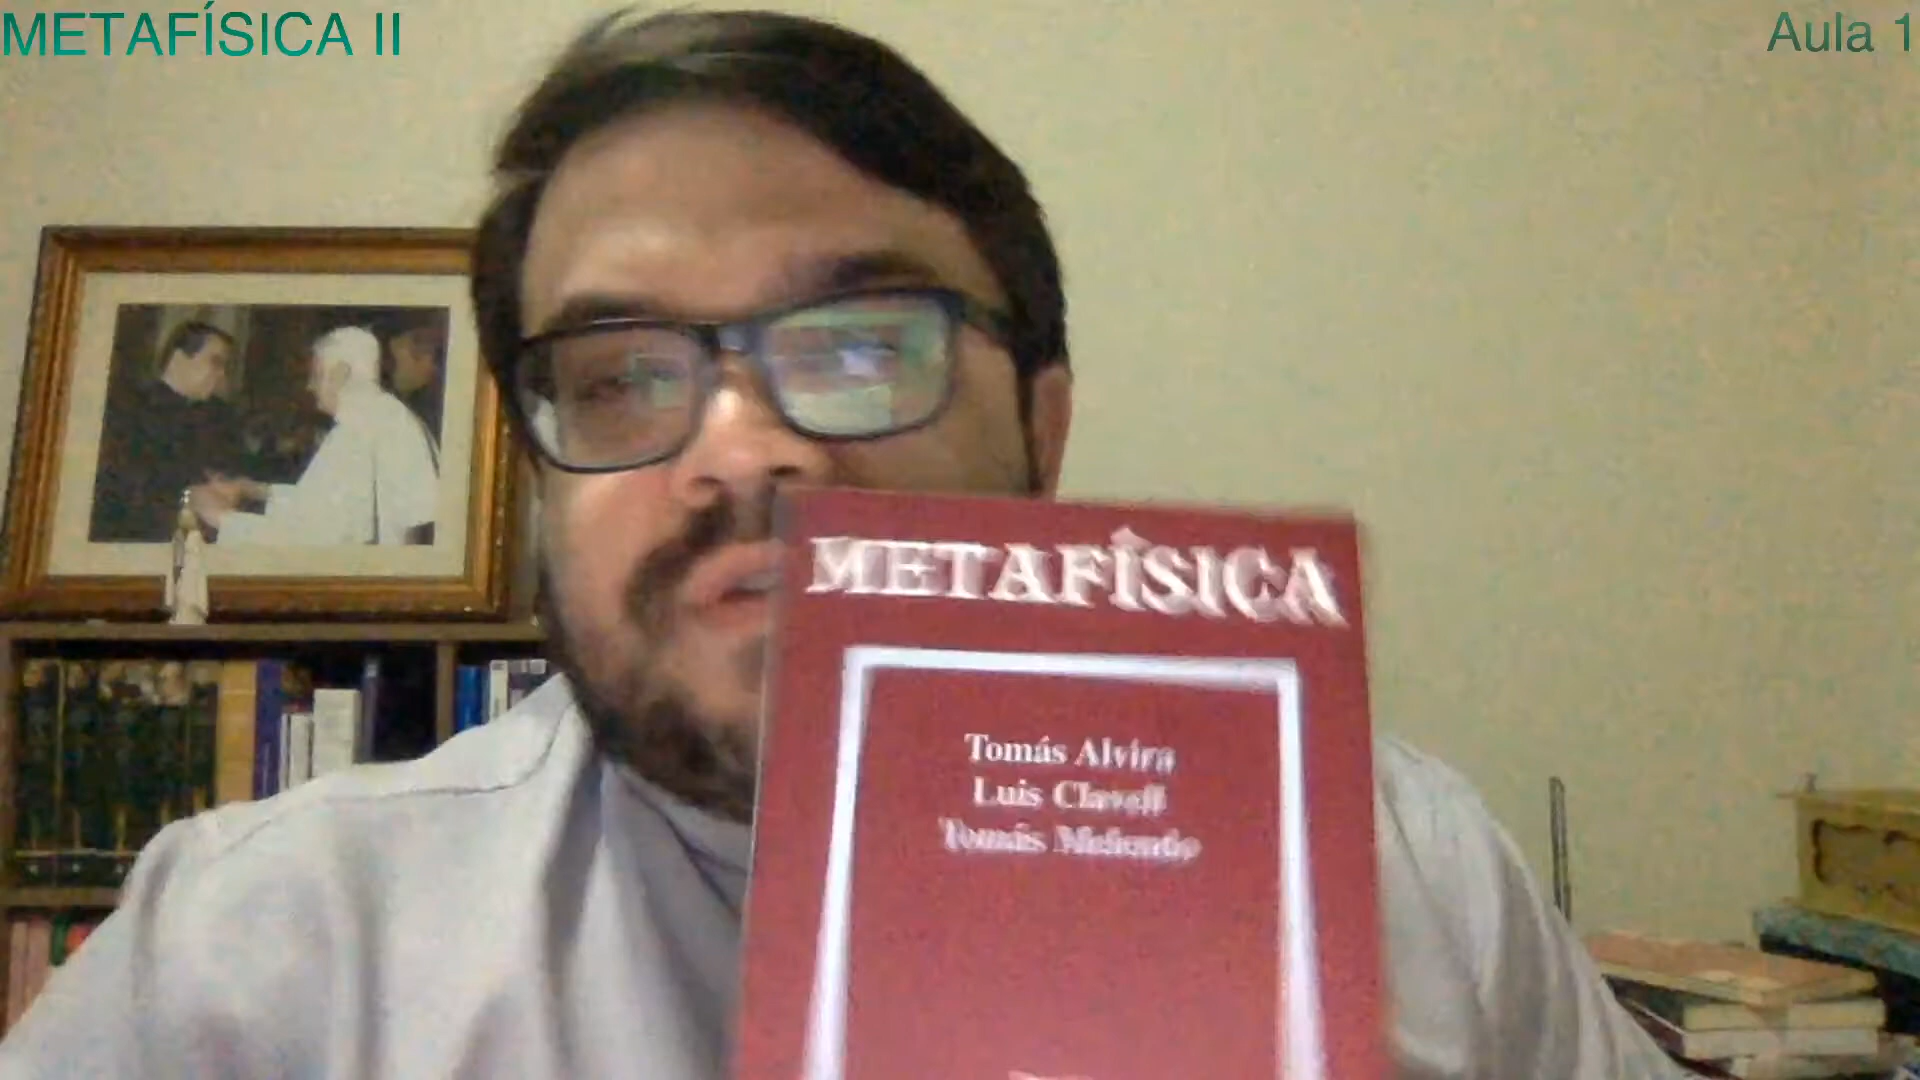 METAFÍSICA II
Aula 1
METAFÍSICA
Tomás Alvira
Luis Clavell
Tomás Melendo